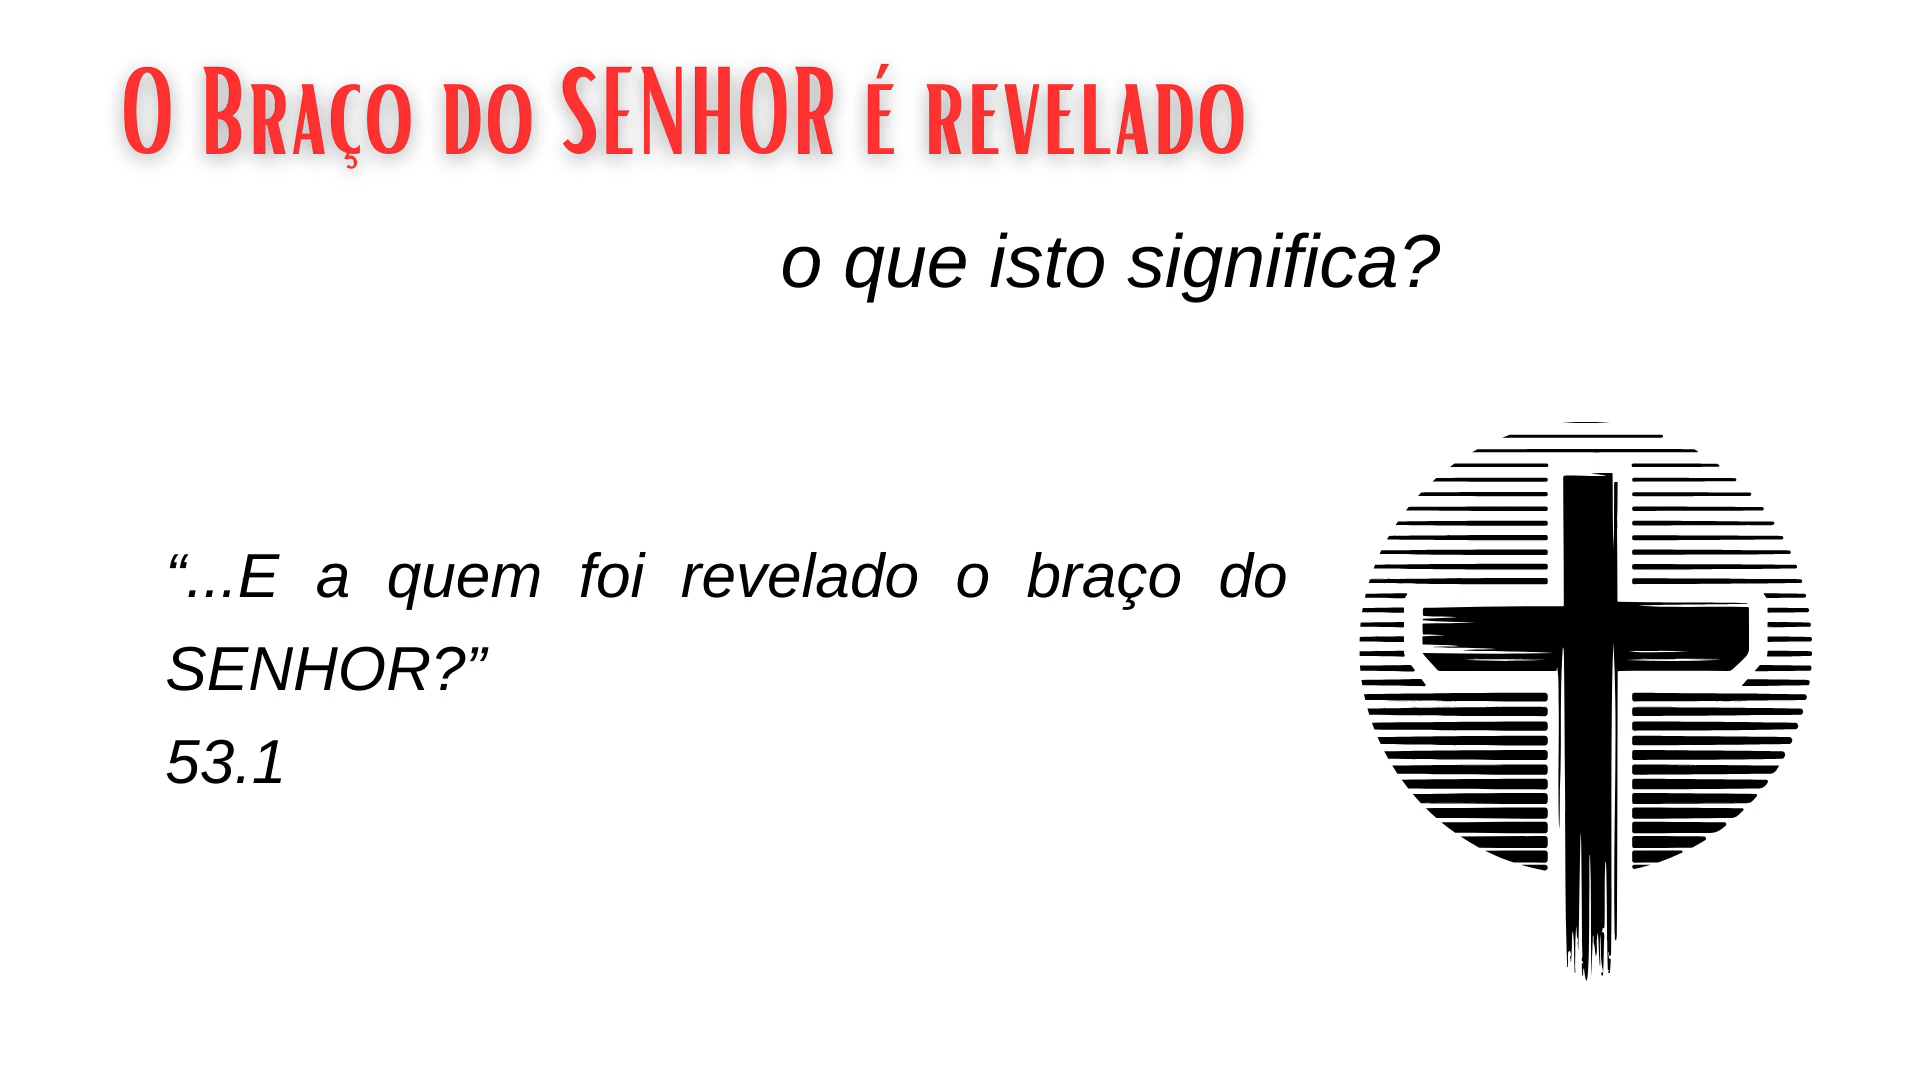 O Braço do SENHOR é revelado
o que isto significa?
“...E a quem foi revelado o braço do
SENHOR?”
53.1